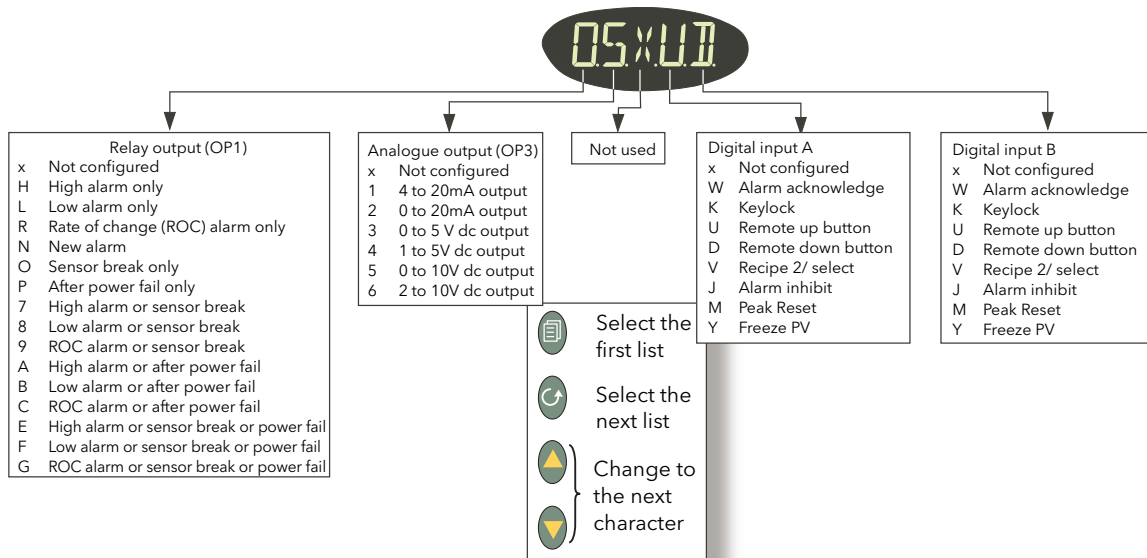 O.S.X.U.D.
Relay output (OP1)
x Not configured
H High alarm only
L Low alarm only
R Rate of change (ROC) alarm only
N New alarm
O Sensor break only
P After power fail only
7 High alarm or sensor break
8 Low alarm or sensor break
9 ROC alarm or sensor break
A High alarm or after power fail
B Low alarm or after power fail
C ROC alarm or after power fail
E High alarm or sensor break or power fail
F Low alarm or sensor break or power fail
G ROC alarm or sensor break or power fail
Analogue output (OP3)
x Not configured
1 4 to 20mA output
2 0 to 20mA output
3 0 to 5 V dc output
4 1 to 5V dc output
5 0 to 10V dc output
6 2 to 10V dc output
Not used
Digital input A
x Not configured
W Alarm acknowledge
K Keylock
U Remote up button
D Remote down button
V Recipe 2/ select
J Alarm inhibit
M Peak Reset
Y Freeze PV
Digital input B
x Not configured
W Alarm acknowledge
K Keylock
U Remote up button
D Remote down button
V Recipe 2/ select
J Alarm inhibit
M Peak Reset
Y Freeze PV
Select the
first list
Select the
next list
Change to
the next
character